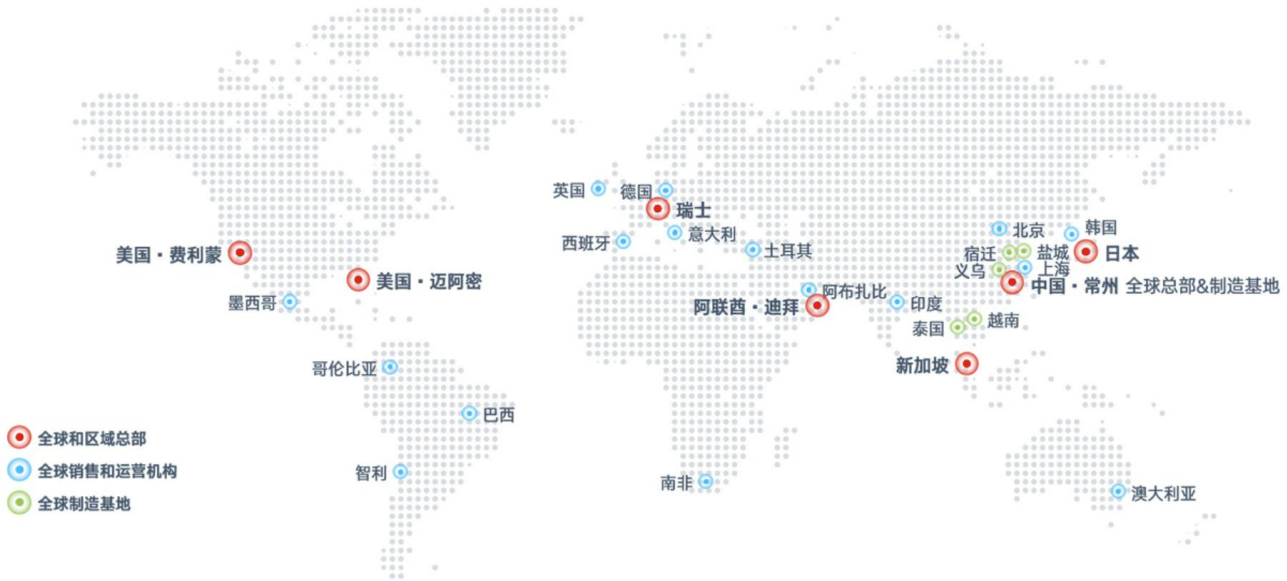 英国
德国
瑞士
西班牙
意大利
土耳其
北京
韩国
宿迁
盐城
日本
义乌
上海
美国·费利蒙
美国·迈阿密
墨西哥
阿布扎比
阿联酋·迪拜
印度
中国·常州 全球总部&制造基地
泰国
越南
新加坡
哥伦比亚
巴西
智利
南非
澳大利亚
全球和区域总部
全球销售和运营机构
全球制造基地